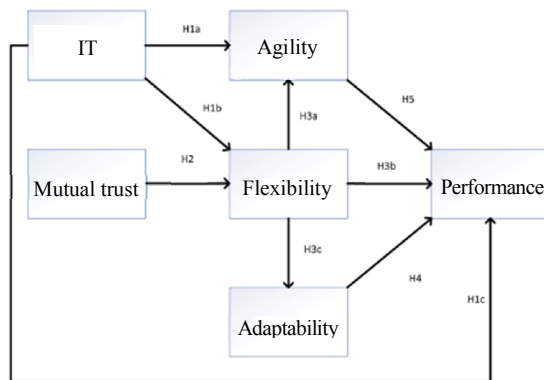 IT
H1a
Agility
H1b
H3a
H5
Mutual trust
H2
Flexibility
H3b
Performance
H3c
H4
H1c
Adaptability